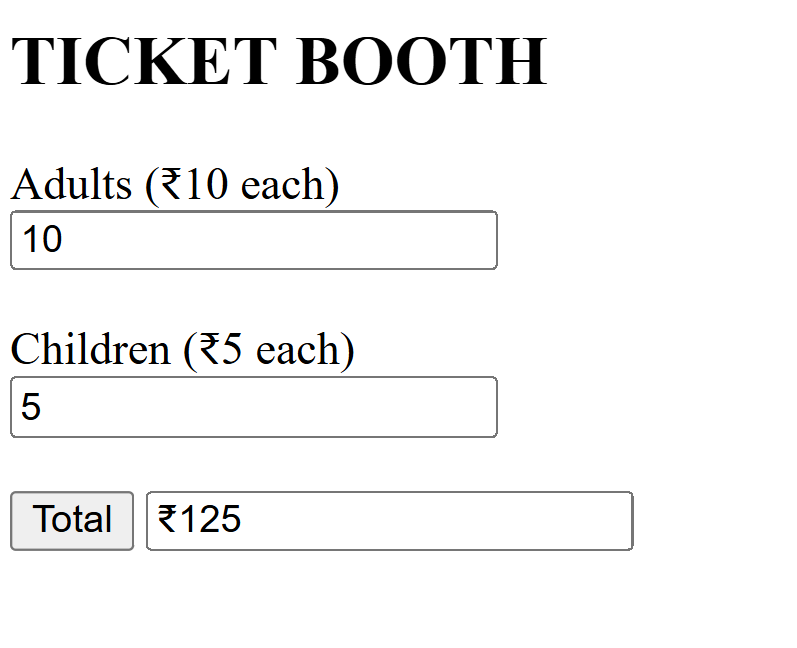 TICKET BOOTH
Adults (₹10 each)
10
Children (₹5 each)
5
Total ₹125